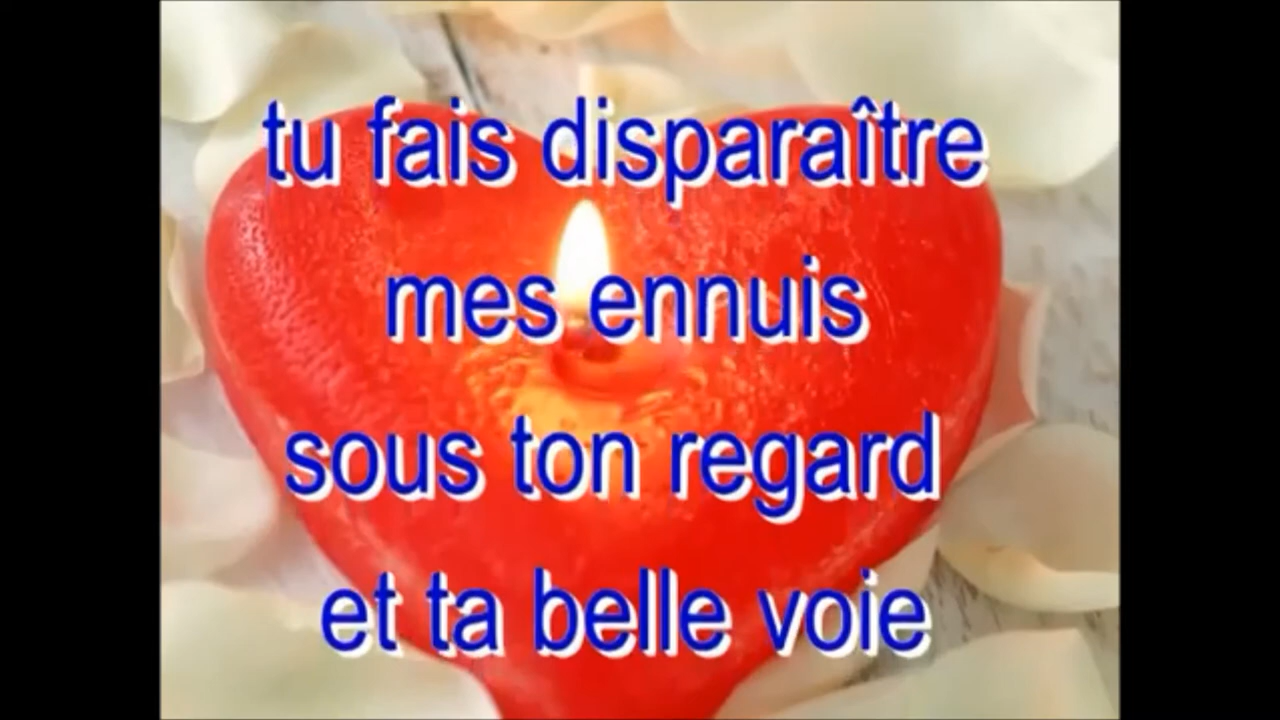 tu fais disparaître
mes ennuis
sous ton regard
et ta belle voie